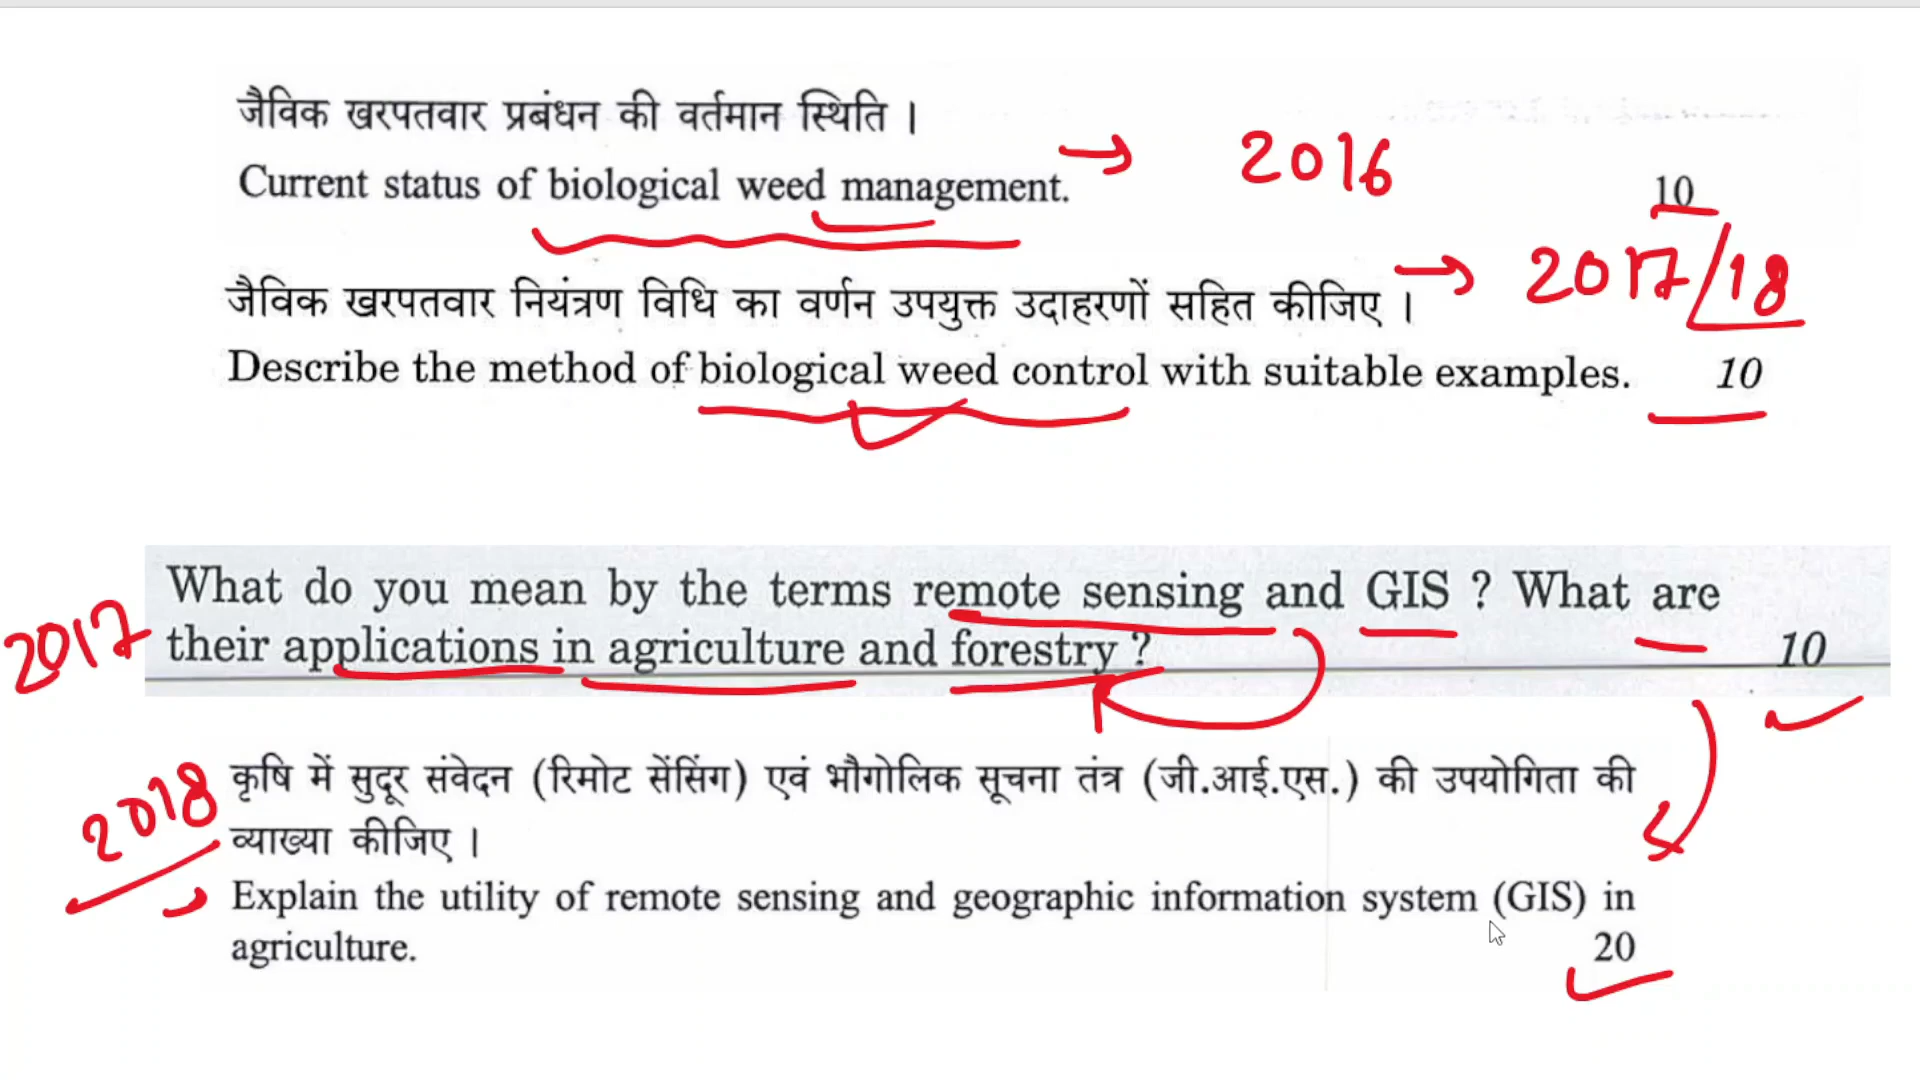 जैविक खरपतवार प्रबंधन की वर्तमान स्थिति ।
Current status of biological weed management. → 2016 10
जैविक खरपतवार नियंत्रण विधि का वर्णन उपयुक्त उदाहरणों सहित कीजिए । → 2017/18
Describe the method of biological weed control with suitable examples. 10
What do you mean by the terms remote sensing and GIS ? What are
2017 their applications in agriculture and forestry ? 10
2018 कृषि में सुदूर संवेदन (रिमोट सेंसिंग) एवं भौगोलिक सूचना तंत्र (जी.आई.एस.) की उपयोगिता की
व्याख्या कीजिए ।
Explain the utility of remote sensing and geographic information system (GIS) in
agriculture. 20